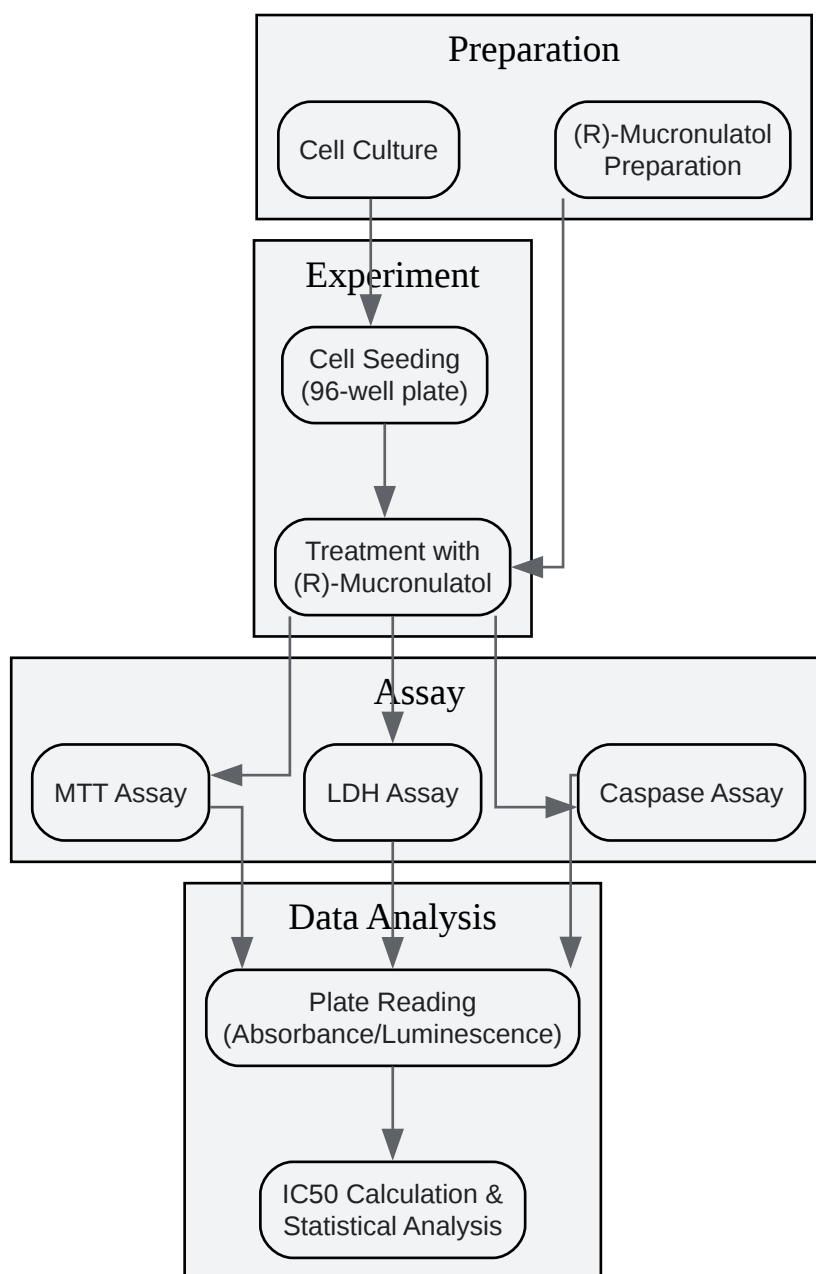 Preparation
Cell Culture
(R)-Mucronulatol
Preparation
Experiment
Cell Seeding
(96-well plate)
Treatment with
(R)-Mucronulatol
Assay
MTT Assay
LDH Assay
Caspase Assay
Data Analysis
Plate Reading
(Absorbance/Luminescence)
IC50 Calculation &
Statistical Analysis